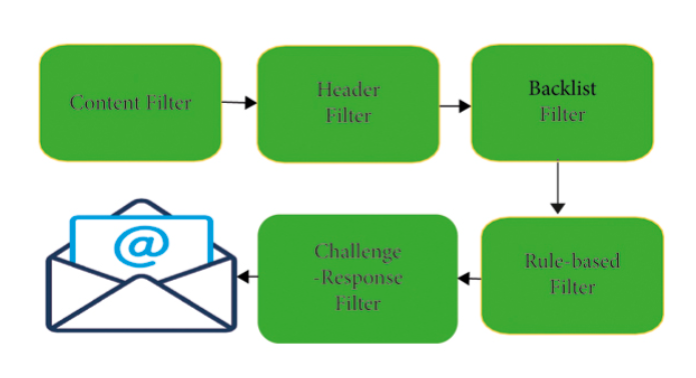 Content Filter
Header
Filter
Backlist
Filter
Rule-based
Filter
Challenge
-Response
Filter
@